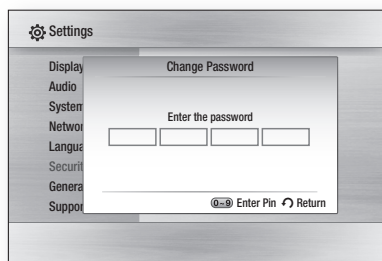 Settings
Display
Audio
System
Networ
Langua
Securit
Genera
Suppor
Change Password
Enter the password
0~9 Enter Pin Return